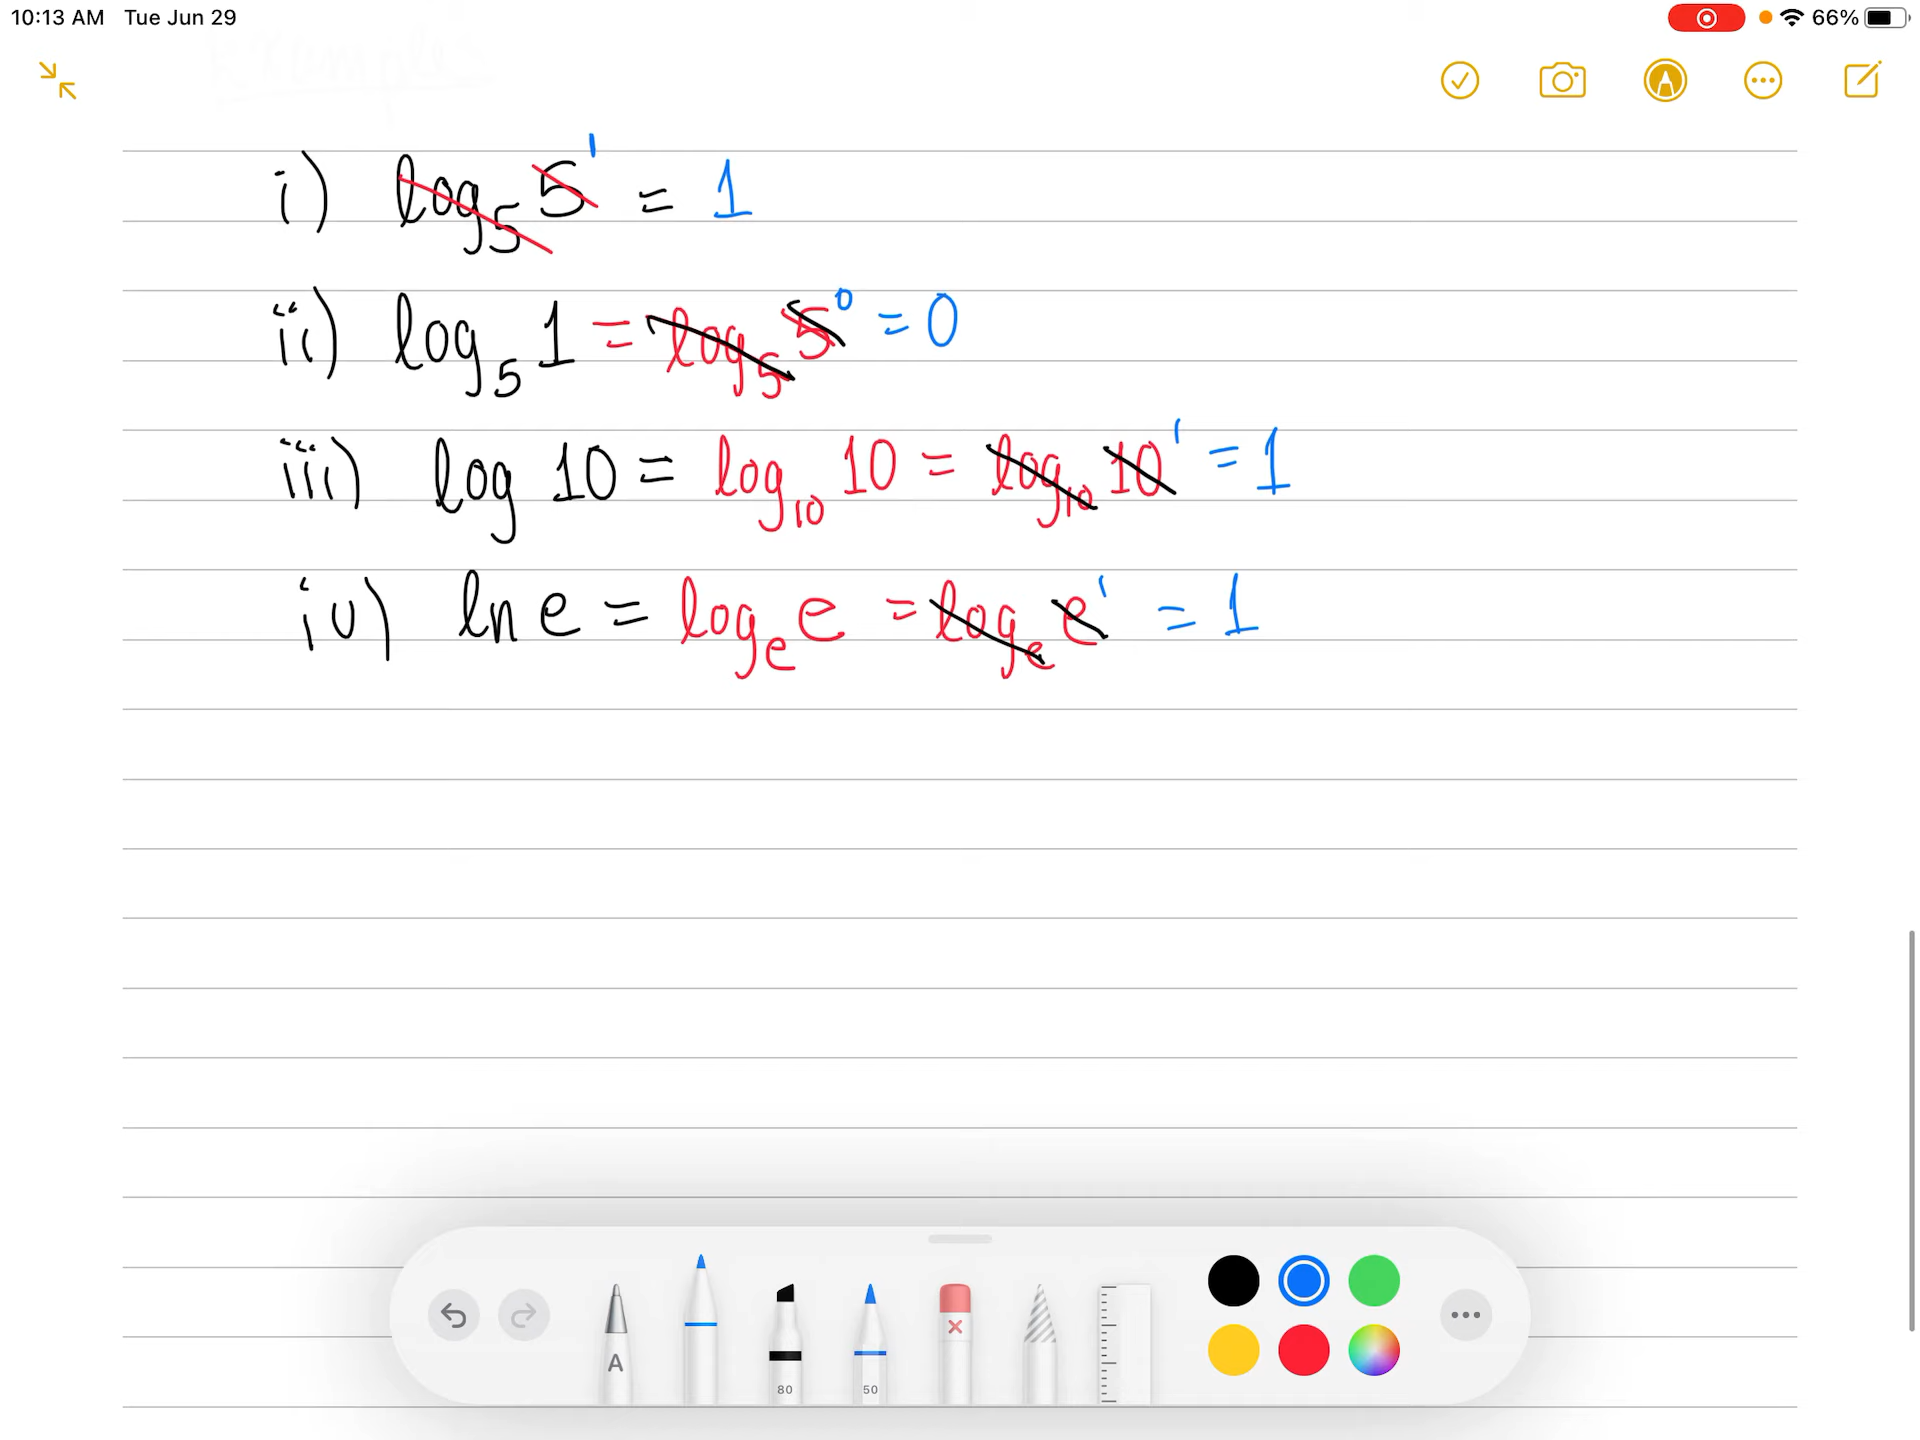 10:13 AM Tue Jun 29 66%
Example
i) log₅ 5¹ = 1
ii) log₅ 1 = log₅ 5⁰ = 0
iii) log 10 = log₁₀ 10 = log₁₀ 10¹ = 1
iv) ln e = logₑ e = logₑ e¹ = 1
A 80 50